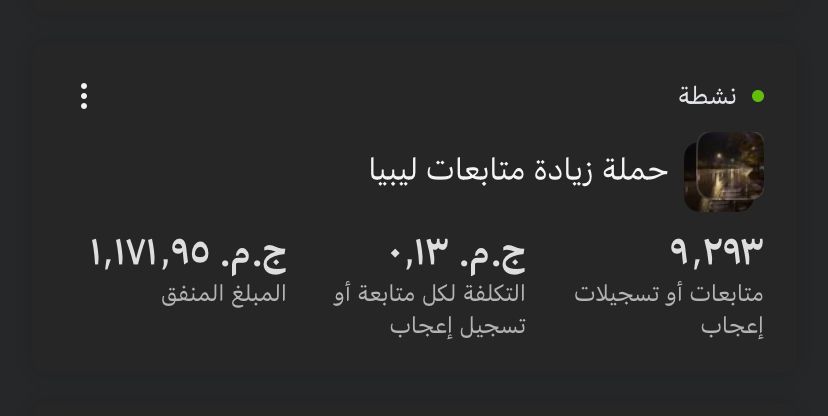 نشطة
حملة زيادة متابعات ليبيا
٩,٢٩٣
متابعات أو تسجيلات
إعجاب
ج.م. ٠,١٣
التكلفة لكل متابعة أو
تسجيل إعجاب
ج.م. ١,١٧١,٩٥
المبلغ المنفق